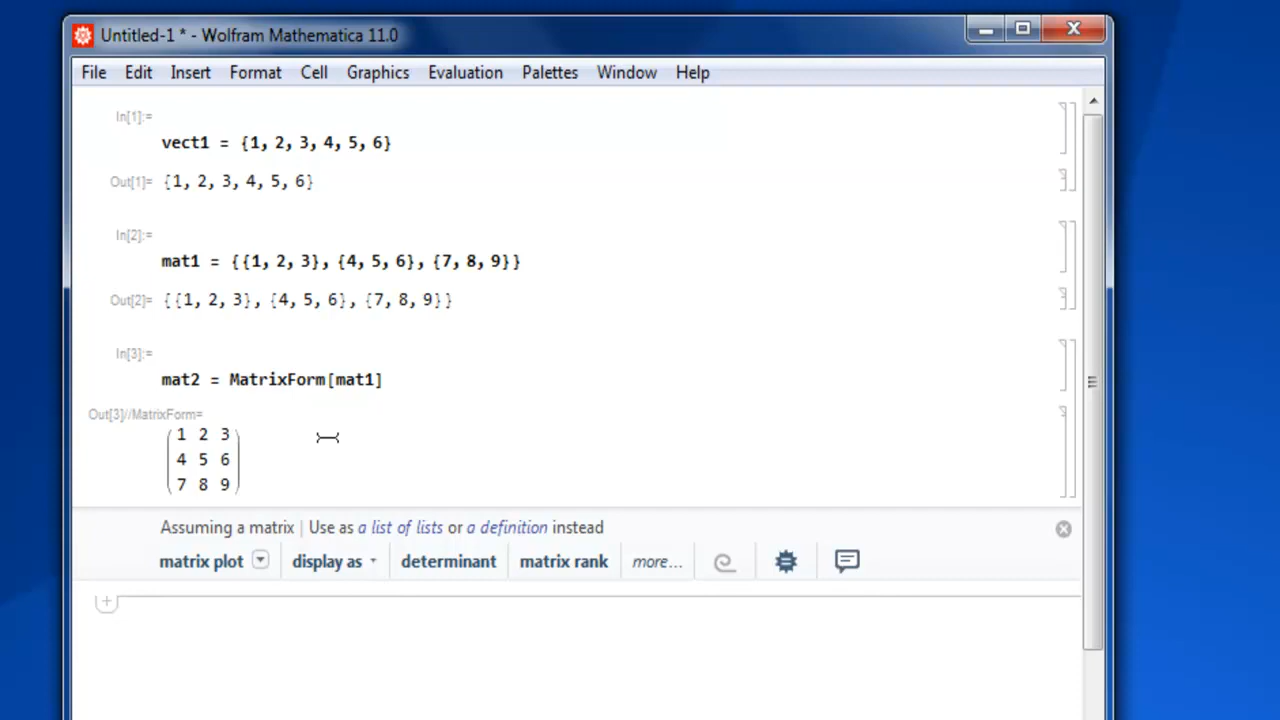 Untitled-1 * - Wolfram Mathematica 11.0
File Edit Insert Format Cell Graphics Evaluation Palettes Window Help
In[1]:=
vect1 = {1, 2, 3, 4, 5, 6}
Out[1]= {1, 2, 3, 4, 5, 6}
In[2]:=
mat1 = {{1, 2, 3}, {4, 5, 6}, {7, 8, 9}}
Out[2]= {{1, 2, 3}, {4, 5, 6}, {7, 8, 9}}
In[3]:=
mat2 = MatrixForm[mat1]
Out[3]//MatrixForm=
1 2 3
4 5 6
7 8 9
Assuming a matrix | Use as a list of lists or a definition instead
matrix plot display as determinant matrix rank more...